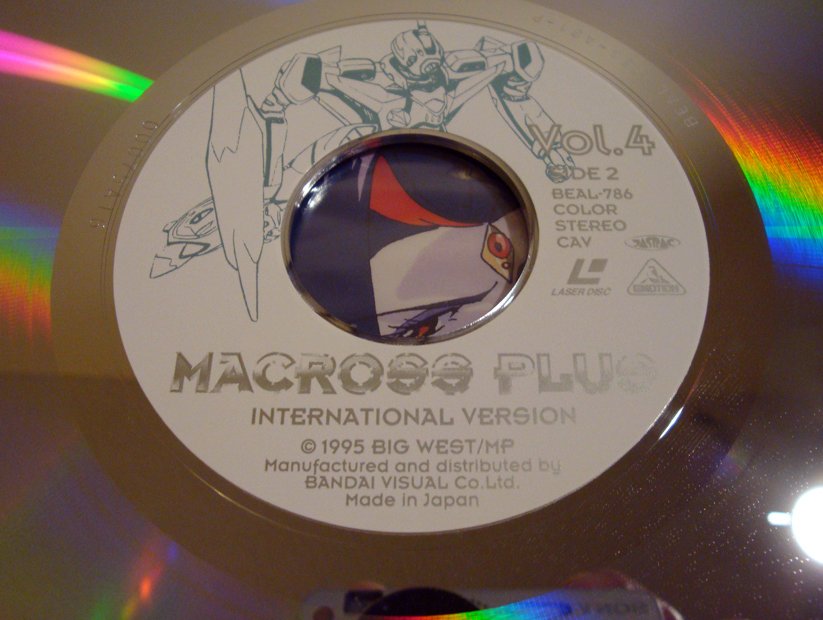 Vol.4
SIDE 2
BEAL-786
COLOR
STEREO
CAV
LASER DISC
EMOTION
MACROSS PLUS
INTERNATIONAL VERSION
© 1995 BIG WEST/MP
Manufactured and distributed by
BANDAI VISUAL Co.Ltd.
Made in Japan